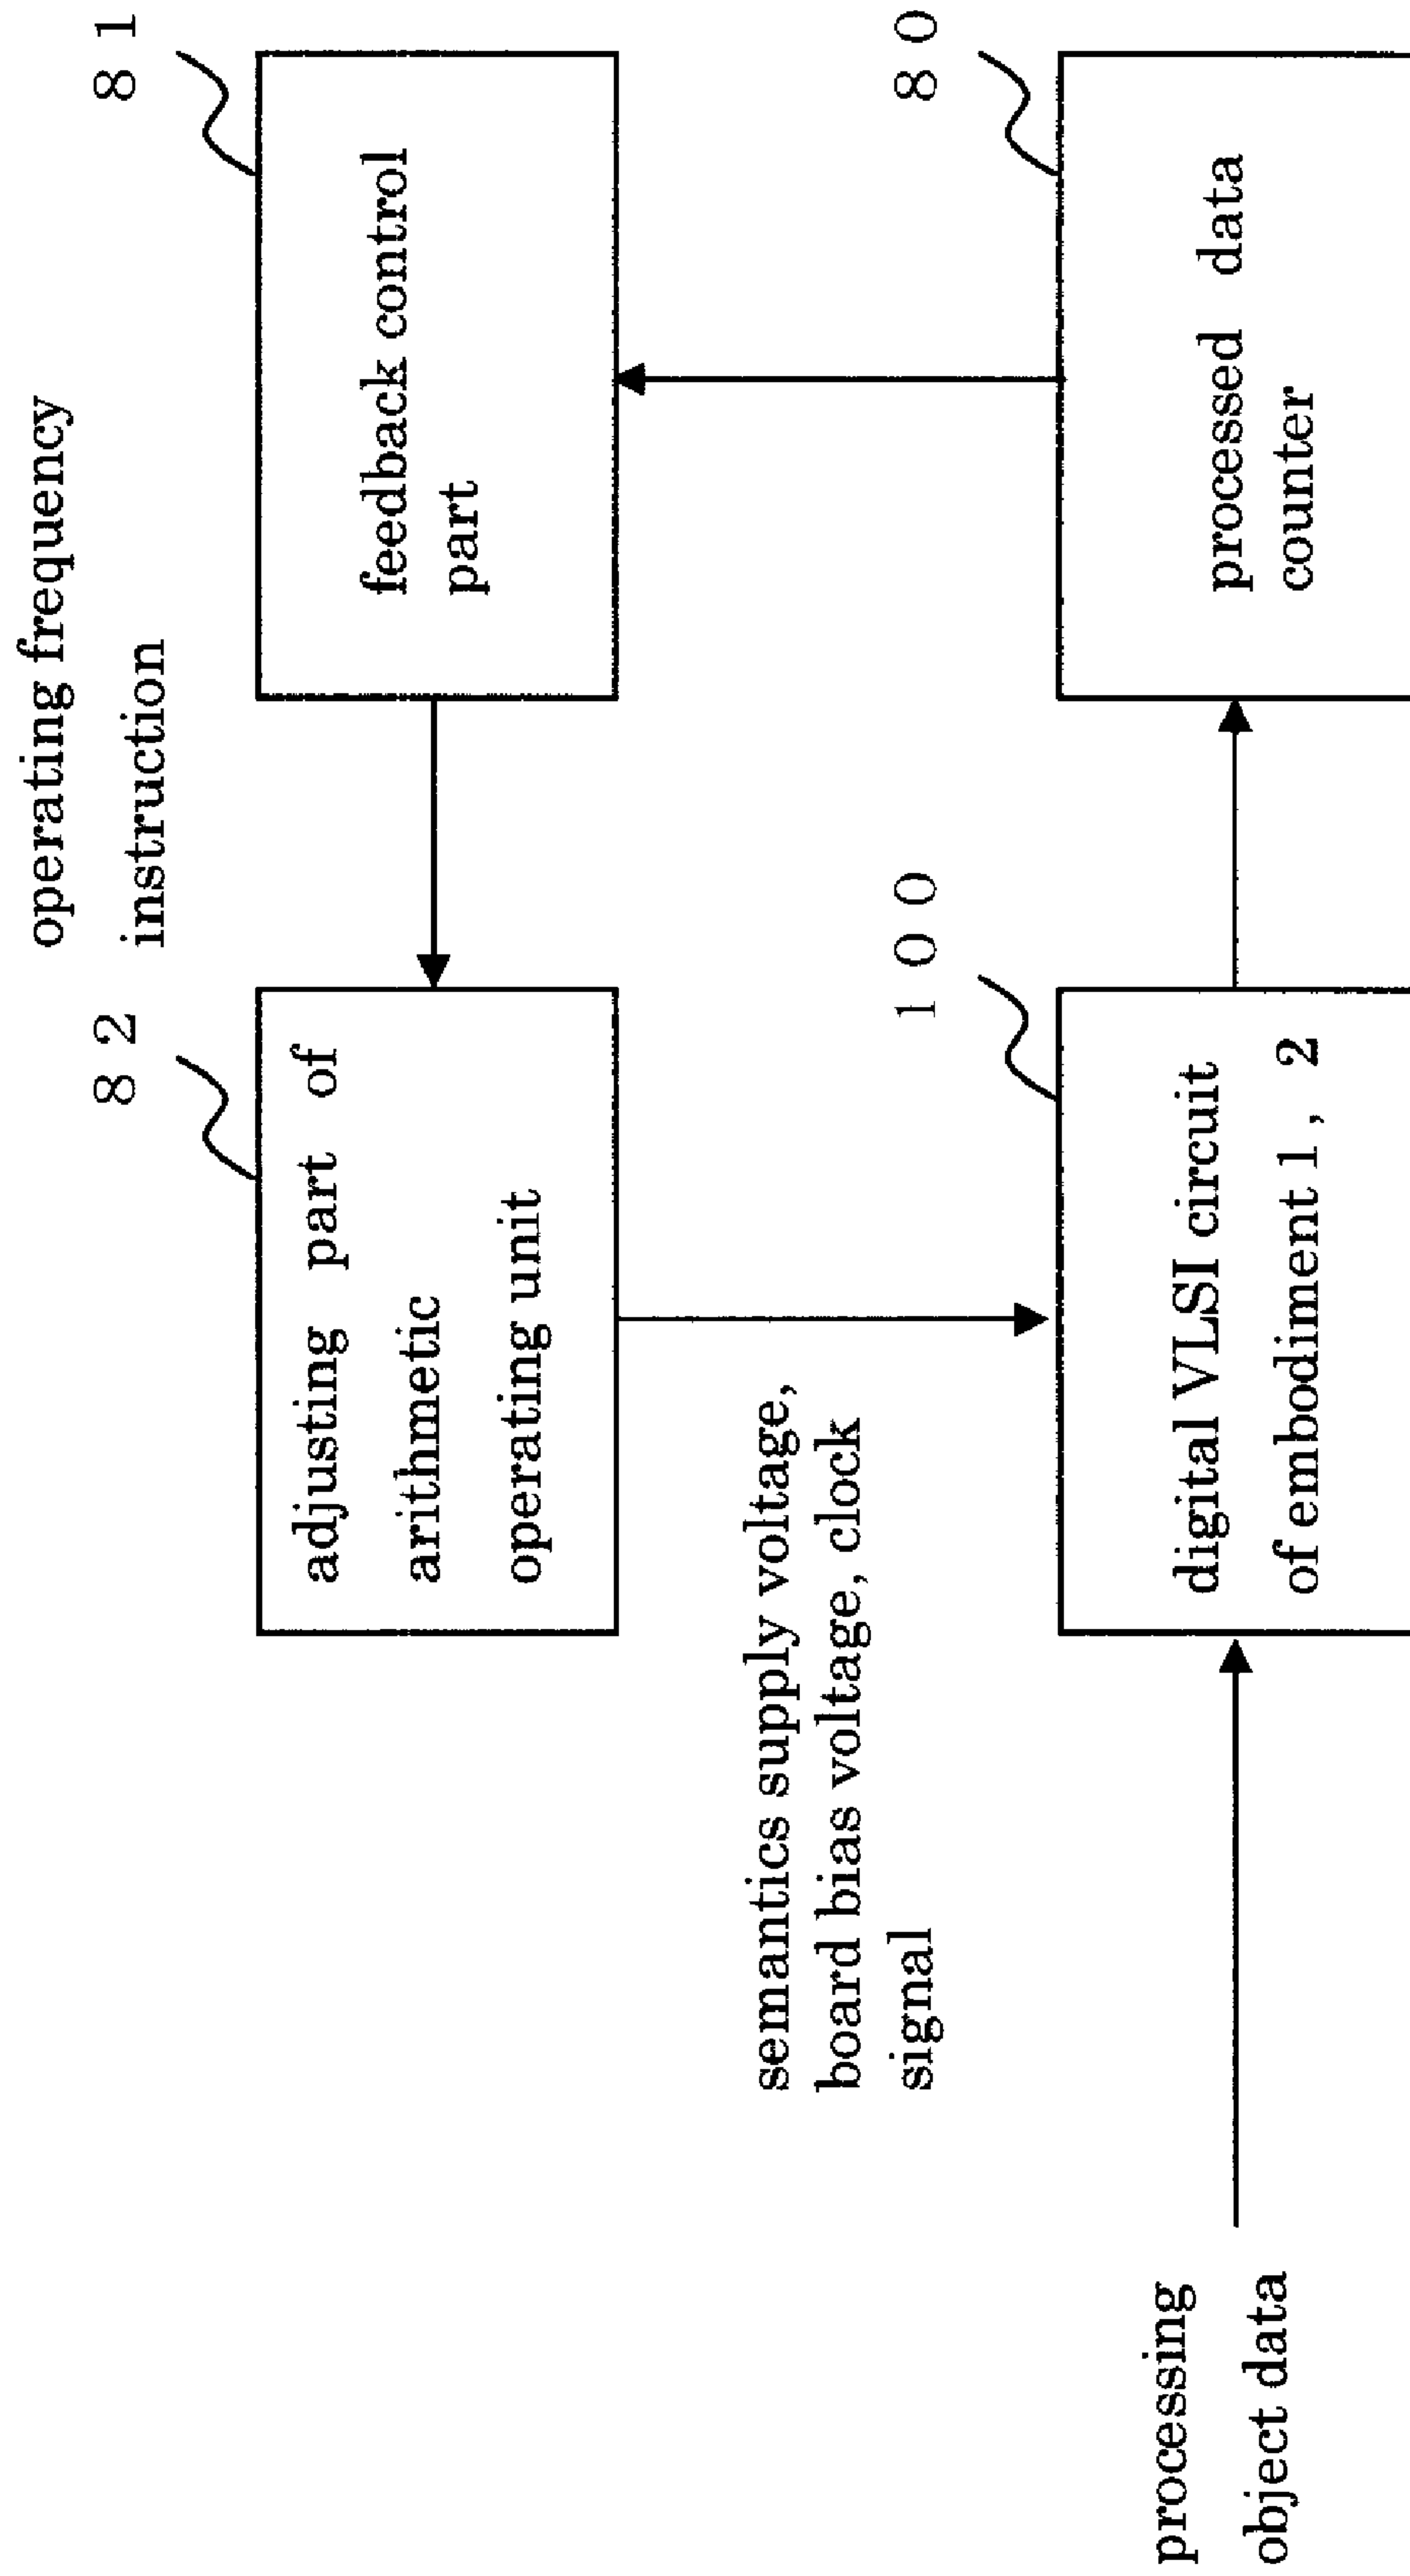 operating frequency
instruction
8 2
8 1
adjusting part of
arithmetic
operating unit
feedback control
part
semantics supply voltage,
board bias voltage, clock
signal
1 0 0
8 0
processing
object data
digital VLSI circuit
of embodiment 1 , 2
processed data
counter